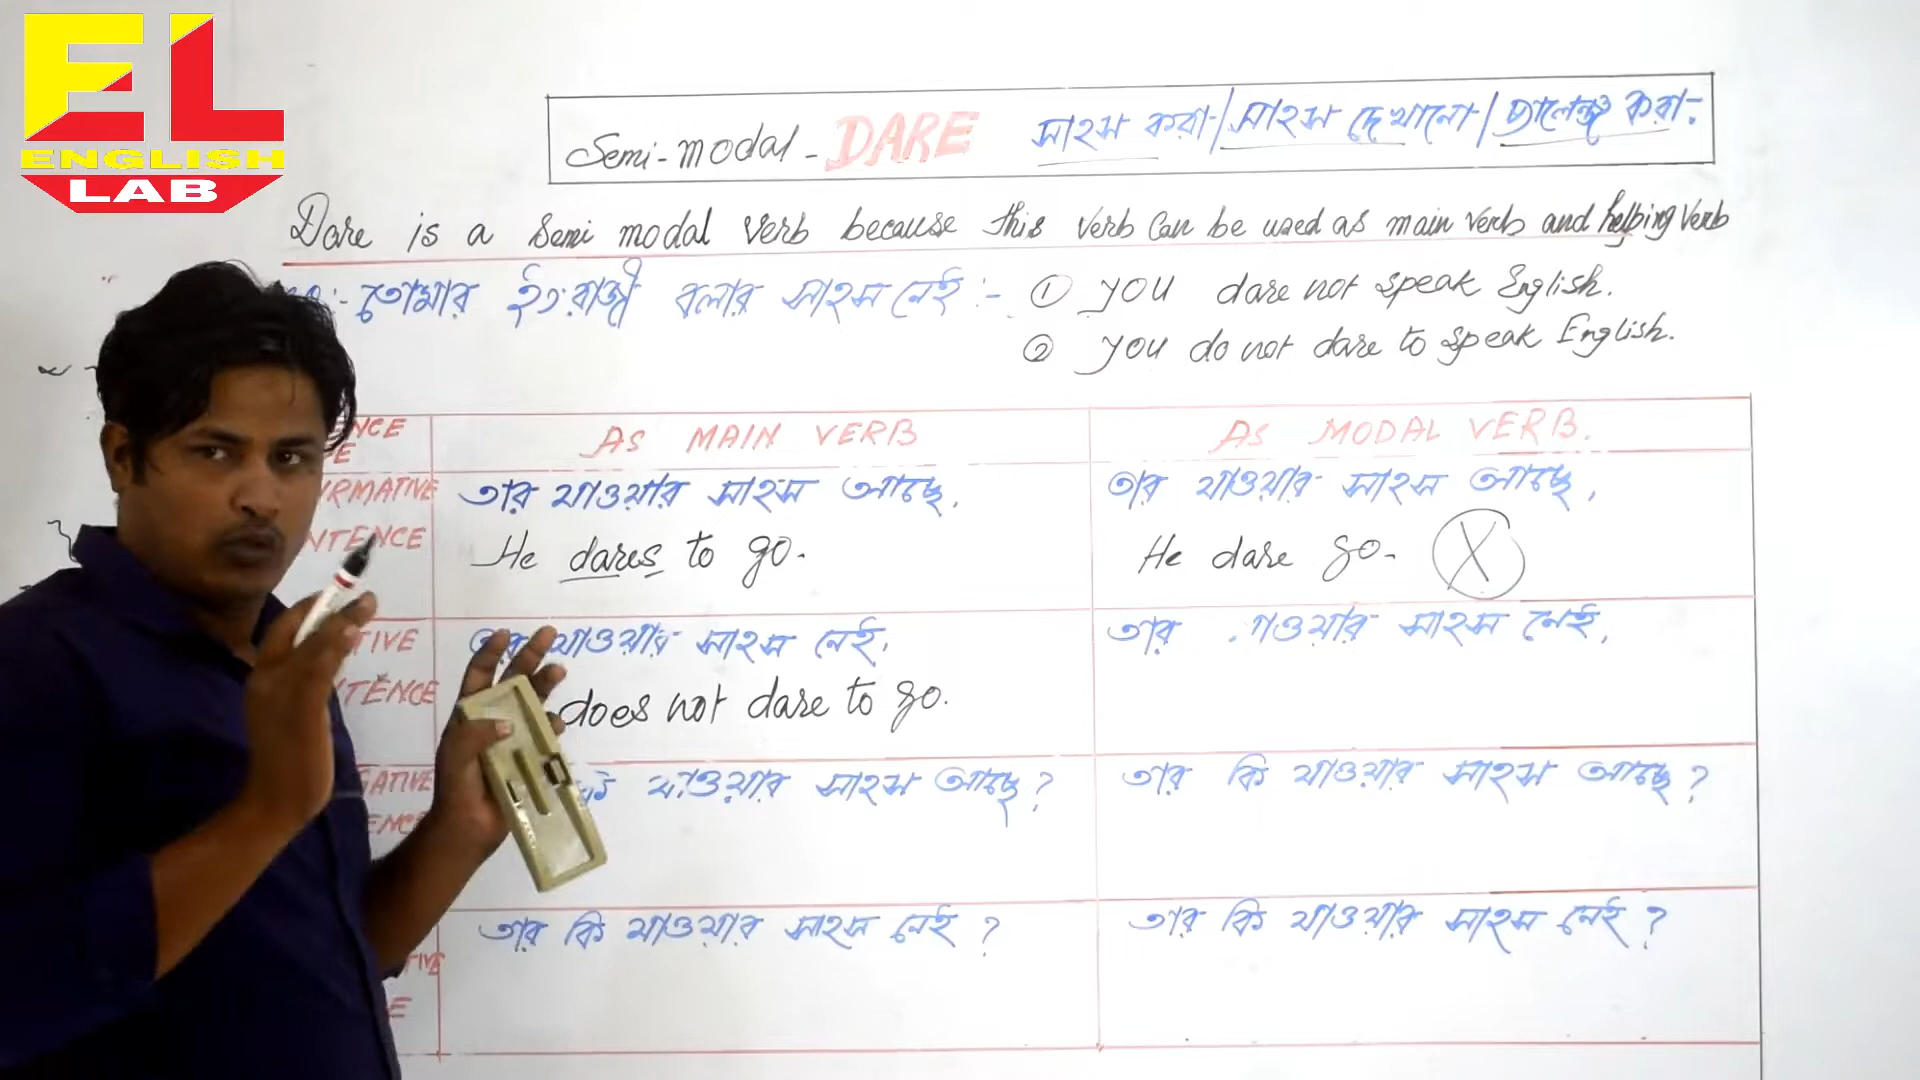 EL
ENGLISH
LAB
Semi-modal - DARE সাহস করা / সাহস দেখানো / চ্যালেঞ্জ করা:
Dare is a semi modal verb because this verb can be used as main verb and helping verb
:- তোমার ইংরাজী বলার সাহস নেই :- ① you dare not speak English.
② you do not dare to speak English.
AS MAIN VERB AS MODAL VERB.
তার যাওয়ার সাহস আছে. তার যাওয়ার সাহস আছে,
He dares to go. He dare go. X
যাওয়ার সাহস নেই. তার সাহস নেই,
does not dare to go.
যাওয়ার সাহস আছে? তার কি যাওয়ার সাহস আছে?
তার কি যাওয়ার সাহস নেই? তার কি যাওয়ার সাহস নেই?